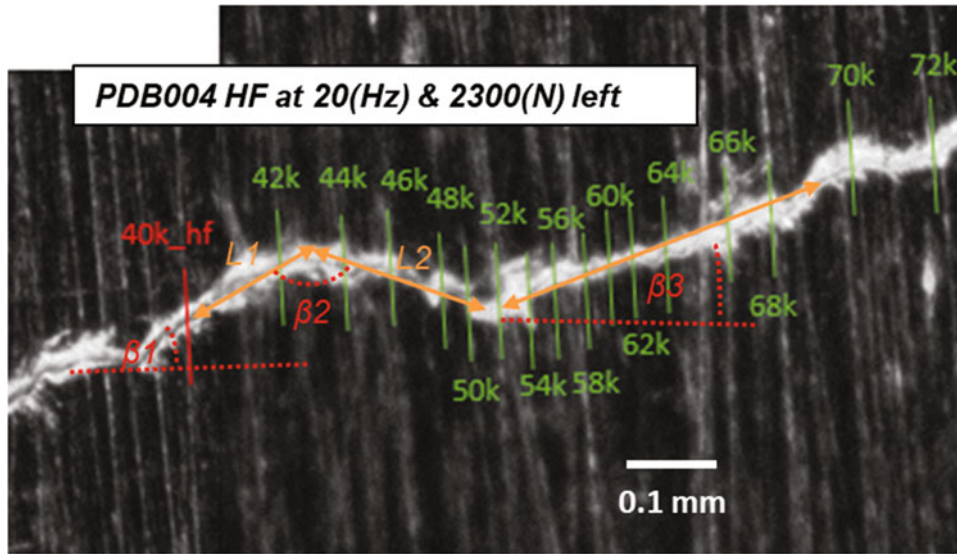 PDB004 HF at 20(Hz) & 2300(N) left
70k
72k
66k
64k
60k
56k
52k
48k
46k
44k
42k
40k_hf
L1
L2
β1
β2
β3
50k
54k
58k
62k
68k
0.1 mm